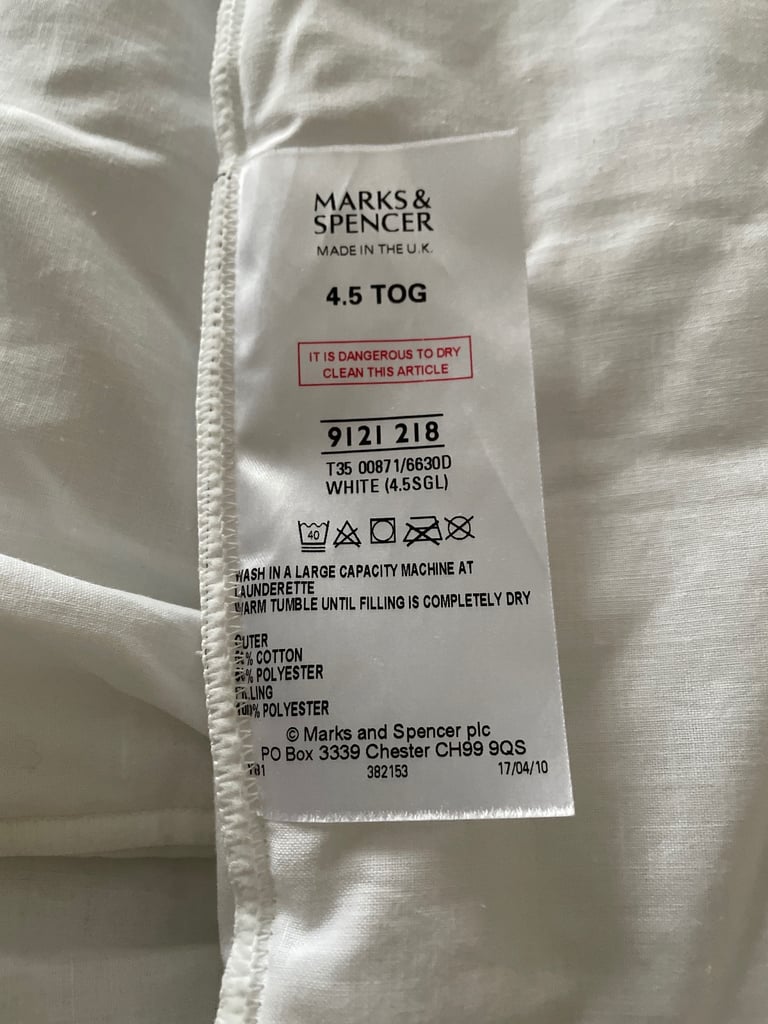 MARKS &
SPENCER
MADE IN THE U.K.
4.5 TOG
IT IS DANGEROUS TO DRY
CLEAN THIS ARTICLE
9121 218
T35 00871/6630D
WHITE (4.5SGL)
40
WASH IN A LARGE CAPACITY MACHINE AT
LAUNDERETTE
WARM TUMBLE UNTIL FILLING IS COMPLETELY DRY
OUTER
% COTTON
% POLYESTER
FILLING
100% POLYESTER
© Marks and Spencer plc
PO Box 3339 Chester CH99 9QS
382153 17/04/10